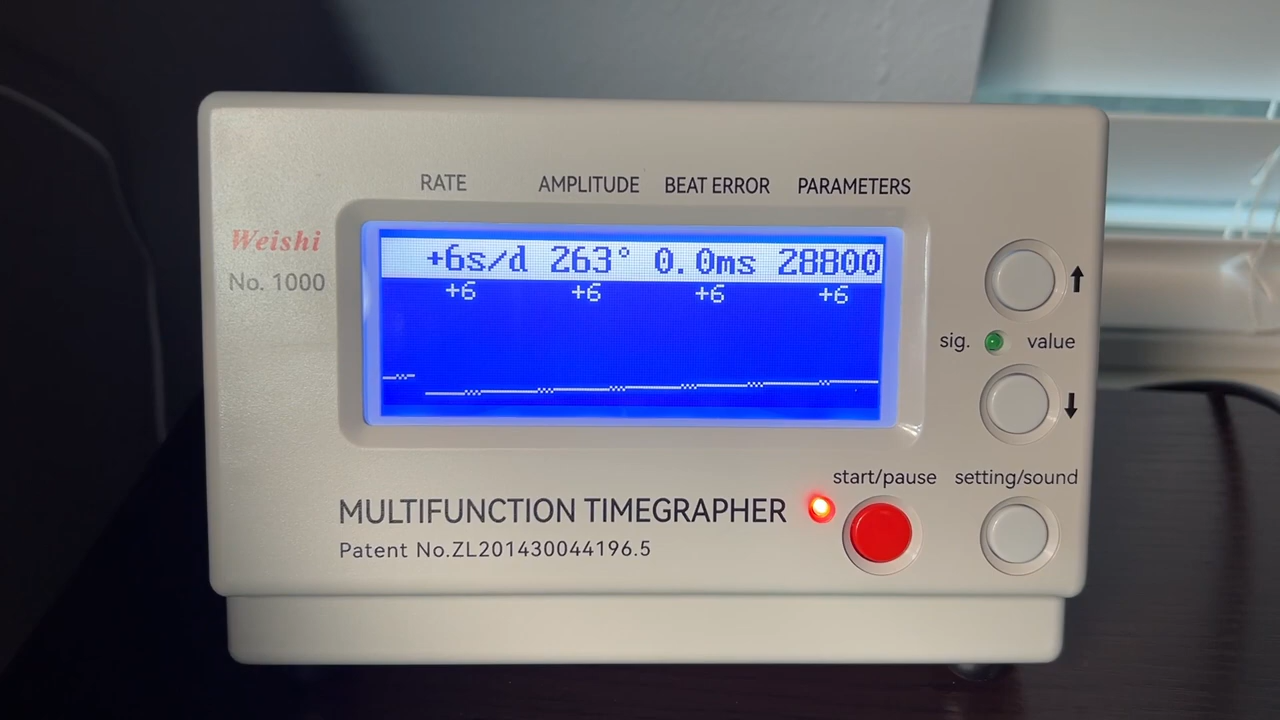 RATE AMPLITUDE BEAT ERROR PARAMETERS
Weishi
No. 1000
+6s/d 263° 0.0ms 28800
+6 +6 +6 +6
sig. value
start/pause setting/sound
MULTIFUNCTION TIMEGRAPHER
Patent No.ZL201430044196.5